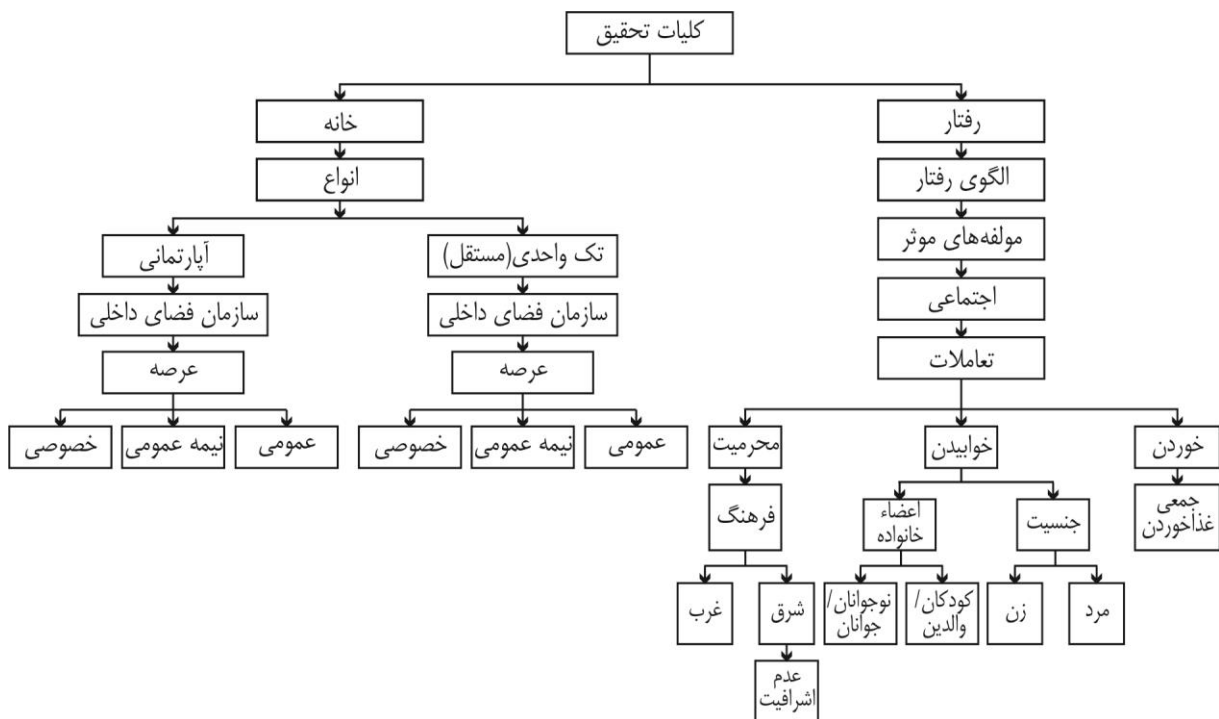 کلیات تحقیق
رفتار
خانه
الگوی رفتار
انواع
مولفه‌های موثر
تک واحدی(مستقل)
آپارتمانی
اجتماعی
سازمان فضای داخلی
سازمان فضای داخلی
تعاملات
عرصه
عرصه
خوردن
خوابیدن
محرمیت
عمومی
نیمه عمومی
خصوصی
عمومی
نیمه عمومی
خصوصی
جمعی
غذاخوردن
جنسیت
اعضاء
خانواده
فرهنگ
مرد
زن
کودکان/
والدین
نوجوانان/
جوانان
شرق
غرب
عدم
اشرافیت